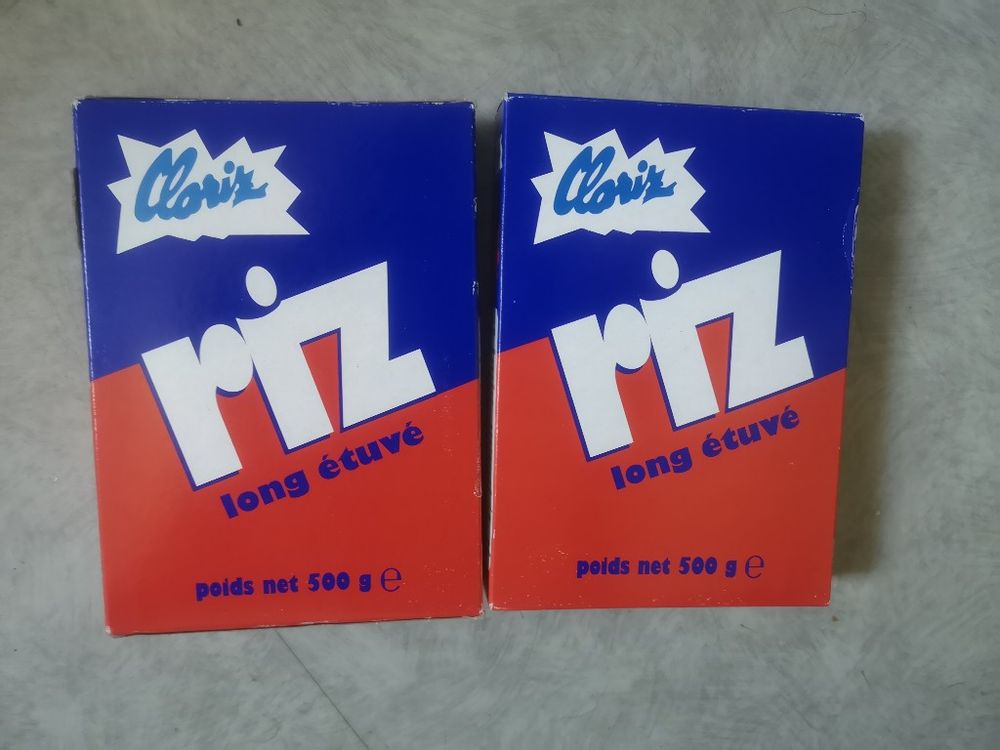 Cloriz
riz
long étuvé
poids net 500 g e
Cloriz
riz
long étuvé
poids net 500 g e